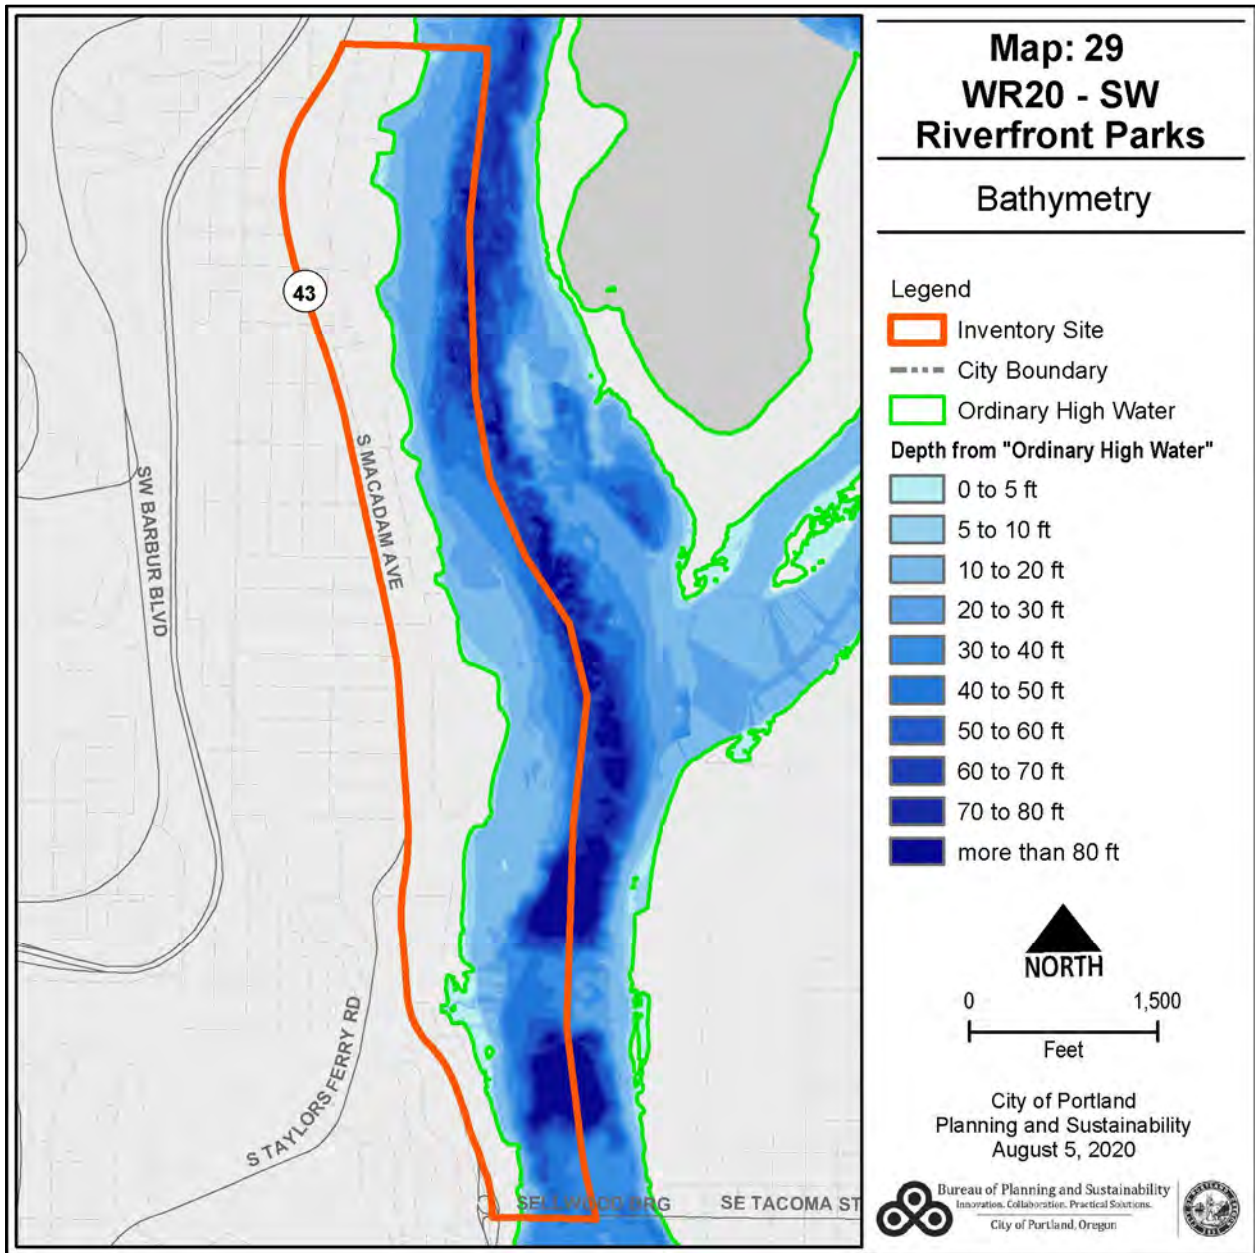 Map: 29
WR20 - SW
Riverfront Parks
Bathymetry
Legend
Inventory Site
City Boundary
Ordinary High Water
Depth from "Ordinary High Water"
0 to 5 ft
5 to 10 ft
10 to 20 ft
20 to 30 ft
30 to 40 ft
40 to 50 ft
50 to 60 ft
60 to 70 ft
70 to 80 ft
more than 80 ft
NORTH
0 1,500
Feet
City of Portland
Planning and Sustainability
August 5, 2020
Bureau of Planning and Sustainability
Innovation. Collaboration. Practical Solutions.
City of Portland, Oregon
43
S MACADAM AVE
SW BARBUR BLVD
S TAYLORS FERRY RD
SELLWOOD BRG
SE TACOMA ST